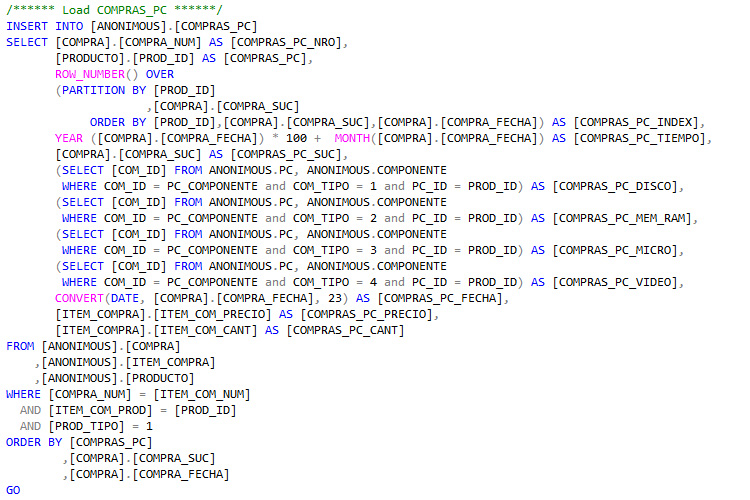 /****** Load COMPRAS_PC ******/
INSERT INTO [ANONIMOUS].[COMPRAS_PC]
SELECT [COMPRA].[COMPRA_NUM] AS [COMPRAS_PC_NRO],
[PRODUCTO].[PROD_ID] AS [COMPRAS_PC],
ROW_NUMBER() OVER
(PARTITION BY [PROD_ID]
,[COMPRA].[COMPRA_SUC]
ORDER BY [PROD_ID],[COMPRA].[COMPRA_SUC],[COMPRA].[COMPRA_FECHA]) AS [COMPRAS_PC_INDEX],
YEAR ([COMPRA].[COMPRA_FECHA]) * 100 + MONTH([COMPRA].[COMPRA_FECHA]) AS [COMPRAS_PC_TIEMPO],
[COMPRA].[COMPRA_SUC] AS [COMPRAS_PC_SUC],
(SELECT [COM_ID] FROM ANONIMOUS.PC, ANONIMOUS.COMPONENTE
WHERE COM_ID = PC_COMPONENTE and COM_TIPO = 1 and PC_ID = PROD_ID) AS [COMPRAS_PC_DISCO],
(SELECT [COM_ID] FROM ANONIMOUS.PC, ANONIMOUS.COMPONENTE
WHERE COM_ID = PC_COMPONENTE and COM_TIPO = 2 and PC_ID = PROD_ID) AS [COMPRAS_PC_MEM_RAM],
(SELECT [COM_ID] FROM ANONIMOUS.PC, ANONIMOUS.COMPONENTE
WHERE COM_ID = PC_COMPONENTE and COM_TIPO = 3 and PC_ID = PROD_ID) AS [COMPRAS_PC_MICRO],
(SELECT [COM_ID] FROM ANONIMOUS.PC, ANONIMOUS.COMPONENTE
WHERE COM_ID = PC_COMPONENTE and COM_TIPO = 4 and PC_ID = PROD_ID) AS [COMPRAS_PC_VIDEO],
CONVERT(DATE, [COMPRA].[COMPRA_FECHA], 23) AS [COMPRAS_PC_FECHA],
[ITEM_COMPRA].[ITEM_COM_PRECIO] AS [COMPRAS_PC_PRECIO],
[ITEM_COMPRA].[ITEM_COM_CANT] AS [COMPRAS_PC_CANT]
FROM [ANONIMOUS].[COMPRA]
,[ANONIMOUS].[ITEM_COMPRA]
,[ANONIMOUS].[PRODUCTO]
WHERE [COMPRA_NUM] = [ITEM_COM_NUM]
AND [ITEM_COM_PROD] = [PROD_ID]
AND [PROD_TIPO] = 1
ORDER BY [COMPRAS_PC]
,[COMPRA].[COMPRA_SUC]
,[COMPRA].[COMPRA_FECHA]
GO